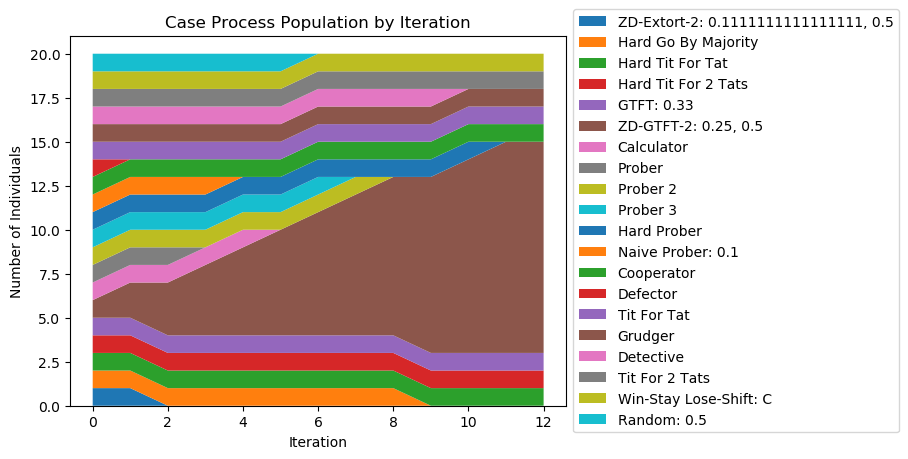 Case Process Population by Iteration
Number of Individuals
20.0
17.5
15.0
12.5
10.0
7.5
5.0
2.5
0.0
0 2 4 6 8 10 12
Iteration
ZD-Extort-2: 0.1111111111111111, 0.5
Hard Go By Majority
Hard Tit For Tat
Hard Tit For 2 Tats
GTFT: 0.33
ZD-GTFT-2: 0.25, 0.5
Calculator
Prober
Prober 2
Prober 3
Hard Prober
Naive Prober: 0.1
Cooperator
Defector
Tit For Tat
Grudger
Detective
Tit For 2 Tats
Win-Stay Lose-Shift: C
Random: 0.5